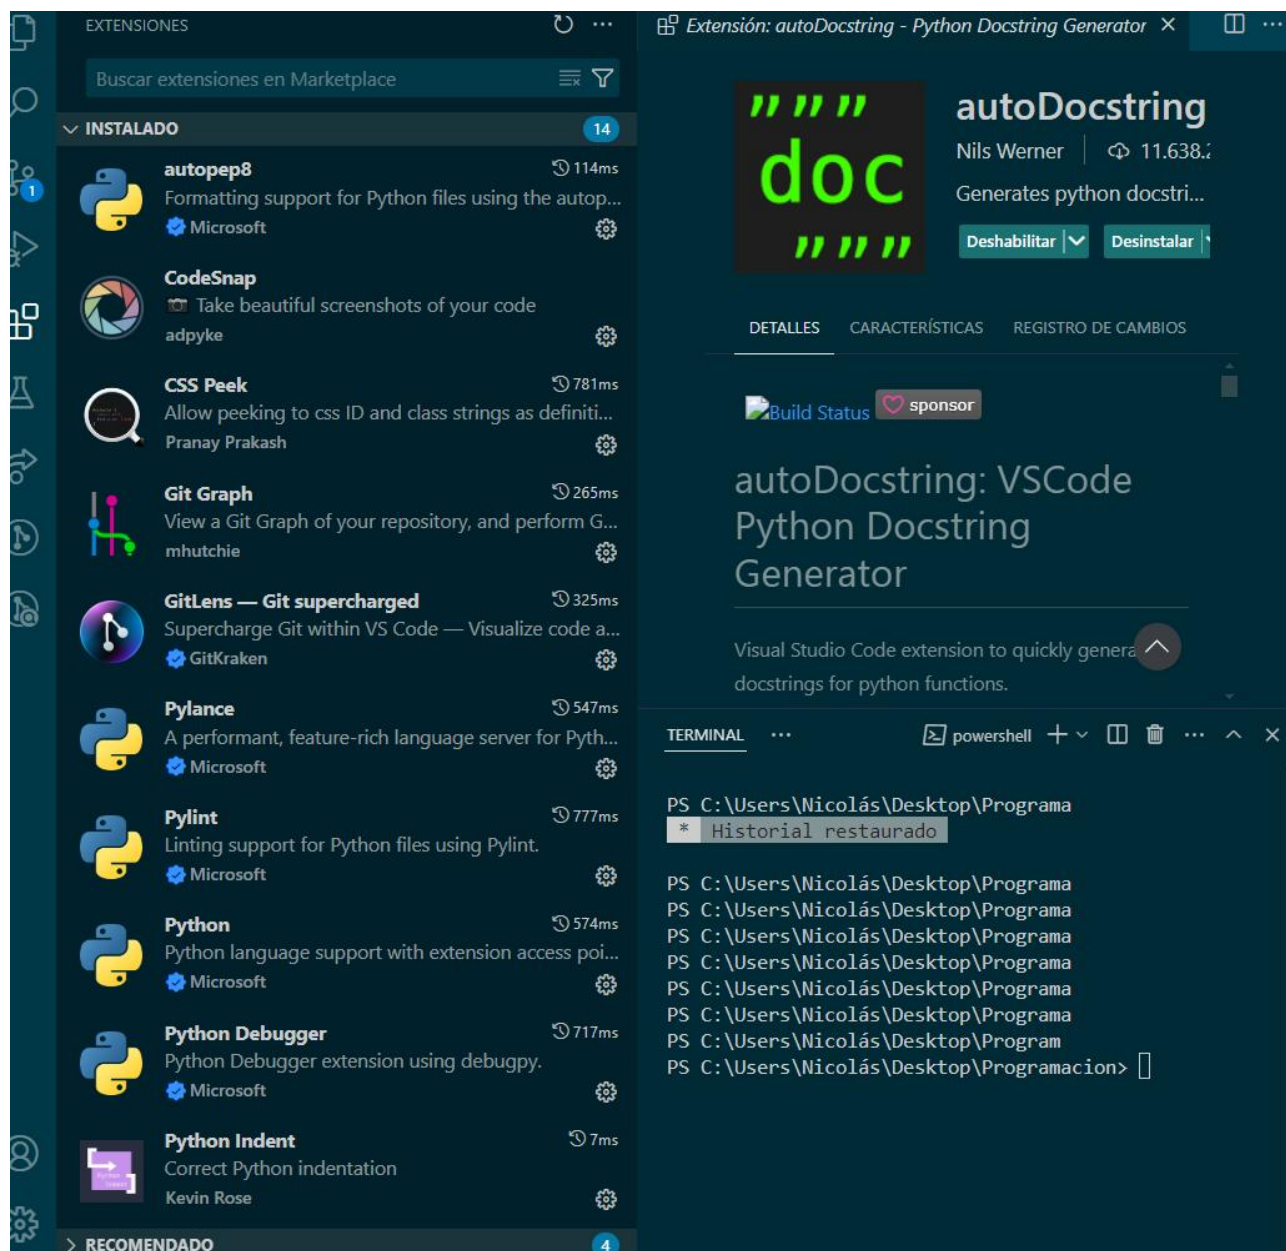 EXTENSIONES
Buscar extensiones en Marketplace
INSTALADO 14
autopep8 114ms
Formatting support for Python files using the autop...
Microsoft
CodeSnap
Take beautiful screenshots of your code
adpyke
CSS Peek 781ms
Allow peeking to css ID and class strings as definiti...
Pranay Prakash
Git Graph 265ms
View a Git Graph of your repository, and perform G...
mhutchie
GitLens — Git supercharged 325ms
Supercharge Git within VS Code — Visualize code a...
GitKraken
Pylance 547ms
A performant, feature-rich language server for Pyth...
Microsoft
Pylint 777ms
Linting support for Python files using Pylint.
Microsoft
Python 574ms
Python language support with extension access poi...
Microsoft
Python Debugger 717ms
Python Debugger extension using debugpy.
Microsoft
Python Indent 7ms
Correct Python indentation
Kevin Rose
RECOMENDADO 4
1
Extensión: autoDocstring - Python Docstring Generator
"""
doc
"""
autoDocstring
Nils Werner 11.638.2
Generates python docstri...
Deshabilitar Desinstalar
DETALLES CARACTERÍSTICAS REGISTRO DE CAMBIOS
Build Status sponsor
autoDocstring: VSCode
Python Docstring
Generator
Visual Studio Code extension to quickly genera
docstrings for python functions.
TERMINAL ... powershell
PS C:\Users\Nicolás\Desktop\Programa
* Historial restaurado
PS C:\Users\Nicolás\Desktop\Programa
PS C:\Users\Nicolás\Desktop\Programa
PS C:\Users\Nicolás\Desktop\Programa
PS C:\Users\Nicolás\Desktop\Programa
PS C:\Users\Nicolás\Desktop\Programa
PS C:\Users\Nicolás\Desktop\Programa
PS C:\Users\Nicolás\Desktop\Program
PS C:\Users\Nicolás\Desktop\Programacion>